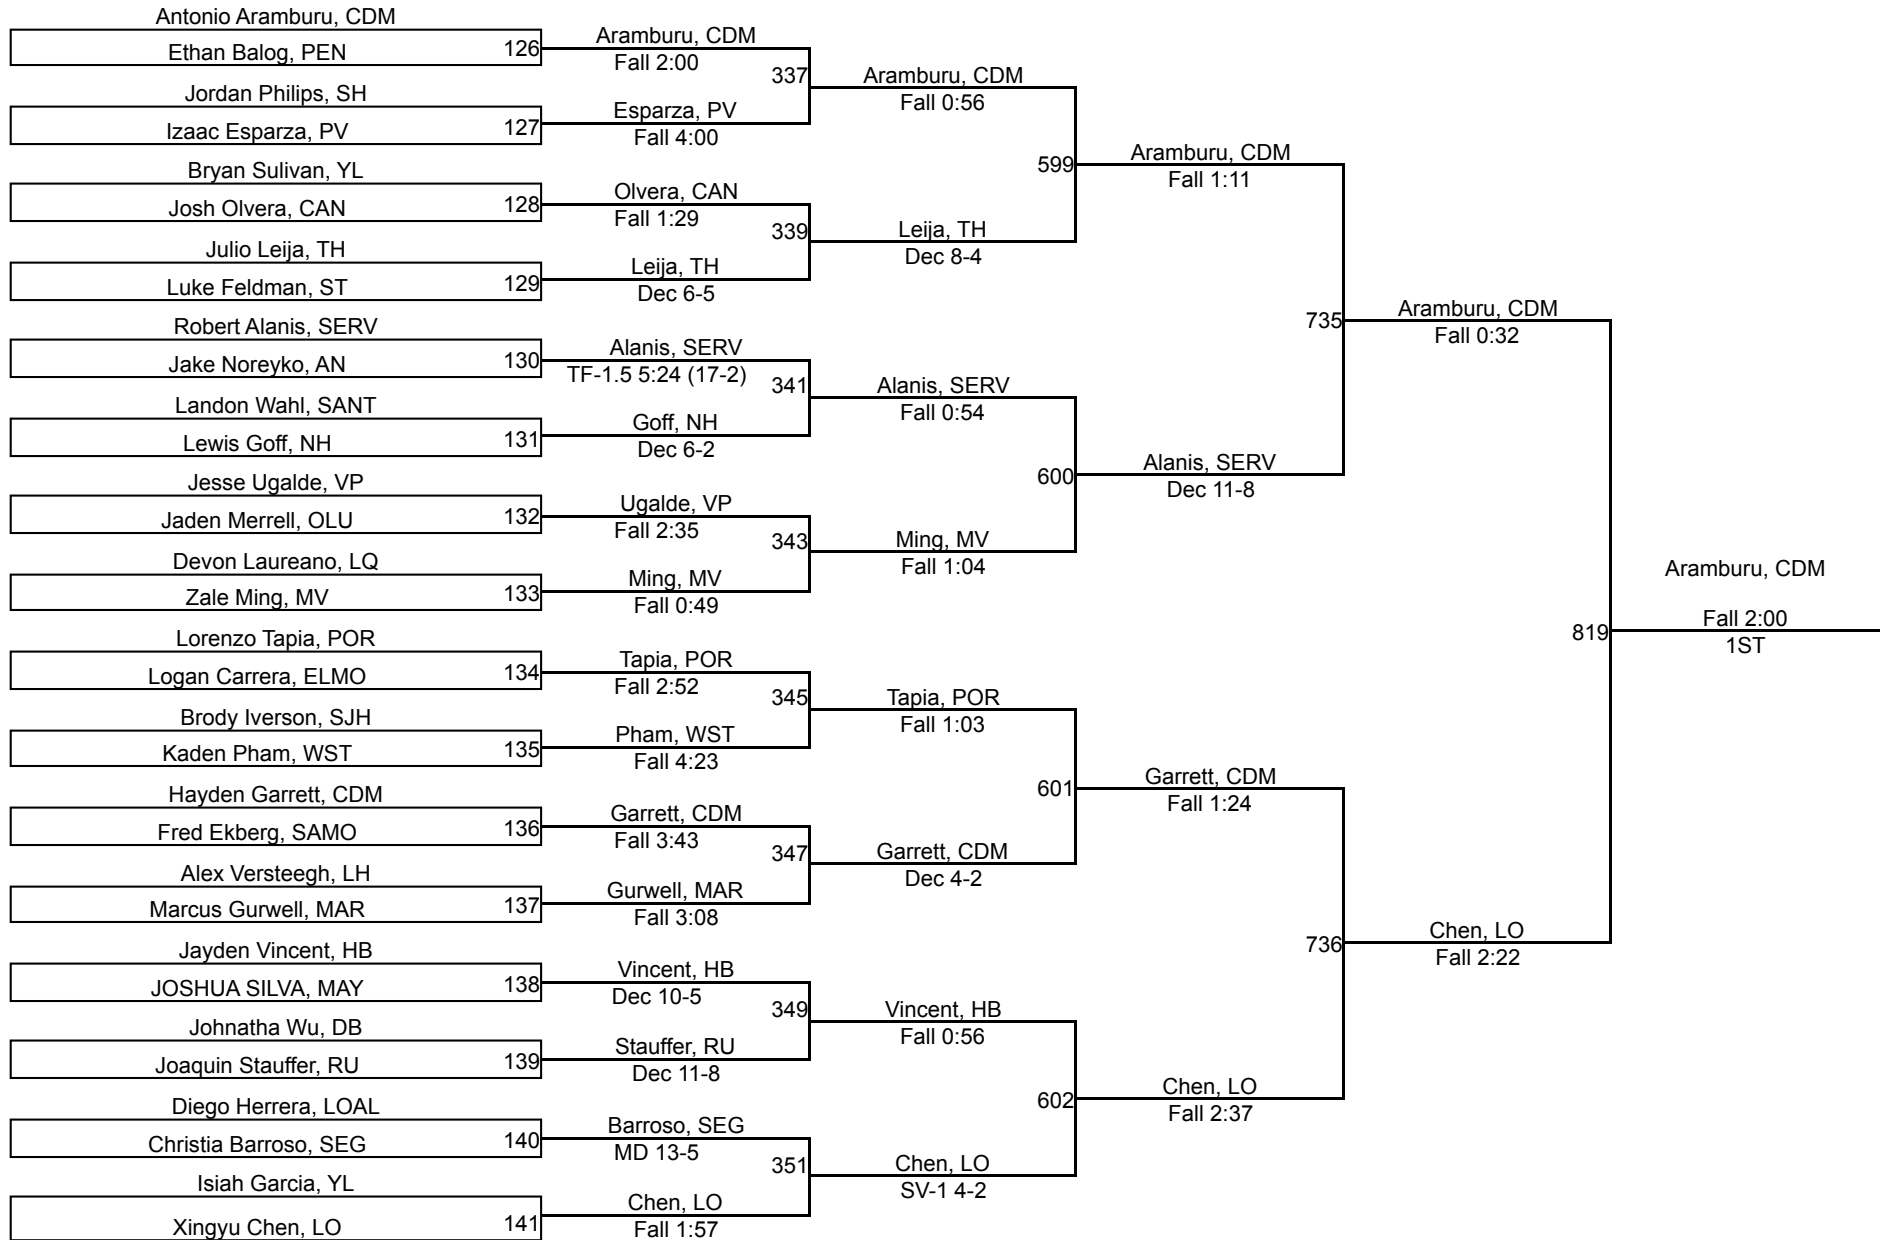 Antonio Aramburu, CDM
Ethan Balog, PEN
126
Jordan Philips, SH
Izaac Esparza, PV
127
Bryan Sulivan, YL
Josh Olvera, CAN
128
Julio Leija, TH
Luke Feldman, ST
129
Robert Alanis, SERV
Jake Noreyko, AN
130
Landon Wahl, SANT
Lewis Goff, NH
131
Jesse Ugalde, VP
Jaden Merrell, OLU
132
Devon Laureano, LQ
Zale Ming, MV
133
Lorenzo Tapia, POR
Logan Carrera, ELMO
134
Brody Iverson, SJH
Kaden Pham, WST
135
Hayden Garrett, CDM
Fred Ekberg, SAMO
136
Alex Versteegh, LH
Marcus Gurwell, MAR
137
Jayden Vincent, HB
JOSHUA SILVA, MAY
138
Johnatha Wu, DB
Joaquin Stauffer, RU
139
Diego Herrera, LOAL
Christia Barroso, SEG
140
Isiah Garcia, YL
Xingyu Chen, LO
141
Aramburu, CDM
Fall 2:00
337
Esparza, PV
Fall 4:00
Olvera, CAN
Fall 1:29
339
Leija, TH
Dec 6-5
Alanis, SERV
TF-1.5 5:24 (17-2)
341
Goff, NH
Dec 6-2
Ugalde, VP
Fall 2:35
343
Ming, MV
Fall 0:49
Tapia, POR
Fall 2:52
345
Pham, WST
Fall 4:23
Garrett, CDM
Fall 3:43
347
Gurwell, MAR
Fall 3:08
Vincent, HB
Dec 10-5
349
Stauffer, RU
Dec 11-8
Barroso, SEG
MD 13-5
351
Chen, LO
Fall 1:57
Aramburu, CDM
Fall 0:56
599
Leija, TH
Dec 8-4
Alanis, SERV
Fall 0:54
600
Ming, MV
Fall 1:04
Tapia, POR
Fall 1:03
601
Garrett, CDM
Dec 4-2
Vincent, HB
Fall 0:56
602
Chen, LO
SV-1 4-2
Aramburu, CDM
Fall 1:11
735
Alanis, SERV
Dec 11-8
Garrett, CDM
Fall 1:24
736
Chen, LO
Fall 2:37
Aramburu, CDM
Fall 0:32
819
Chen, LO
Fall 2:22
Aramburu, CDM
Fall 2:00
1ST